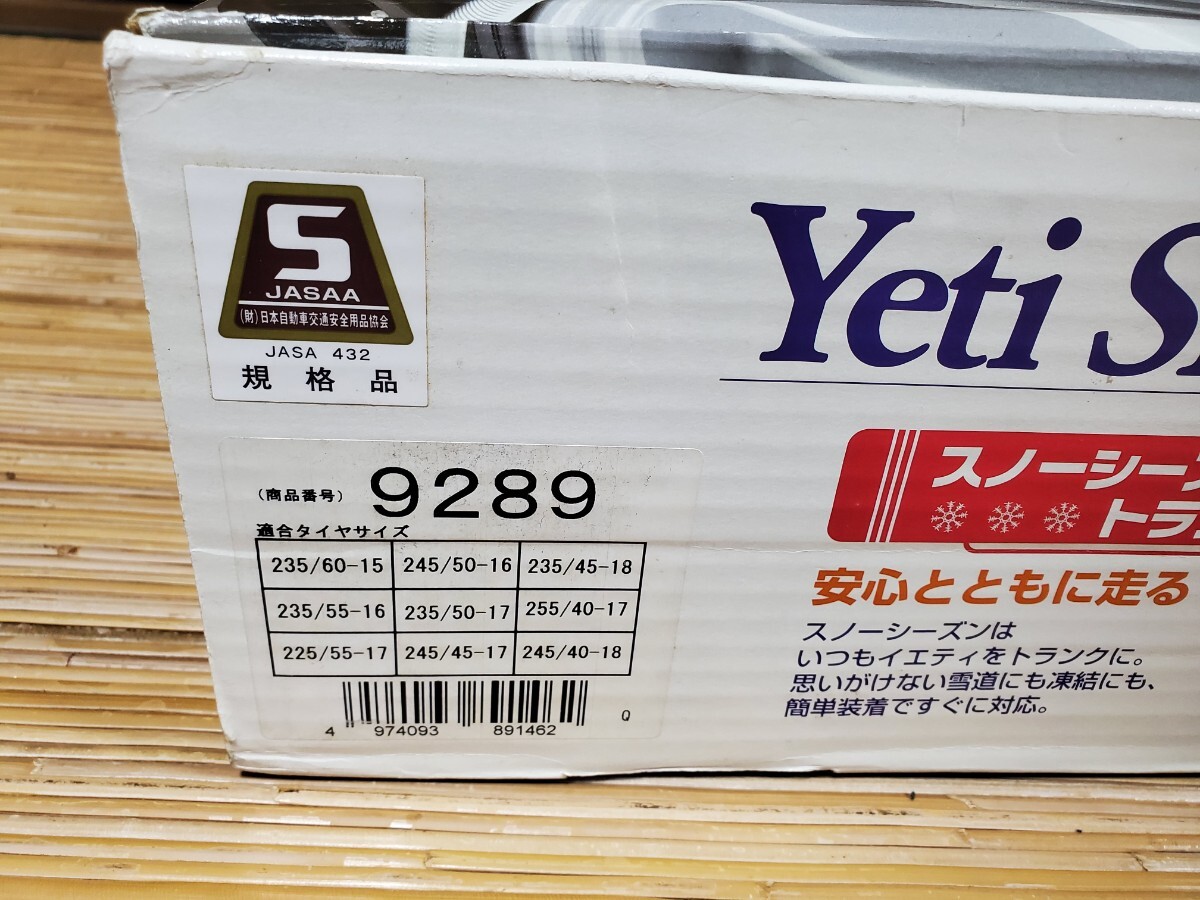 S
JASAA
(財)日本自動車交通安全用品協会
JASA 432
規格品
(商品番号) 9289
適合タイヤサイズ
235/60-15 245/50-16 235/45-18
235/55-16 235/50-17 255/40-17
225/55-17 245/45-17 245/40-18
4 974093 891462 Q
Yeti
スノーシーズ
トラ
安心とともに走る
スノーシーズンは
いつもイエティをトランクに。
思いがけない雪道にも凍結にも、
簡単装着ですぐに対応。